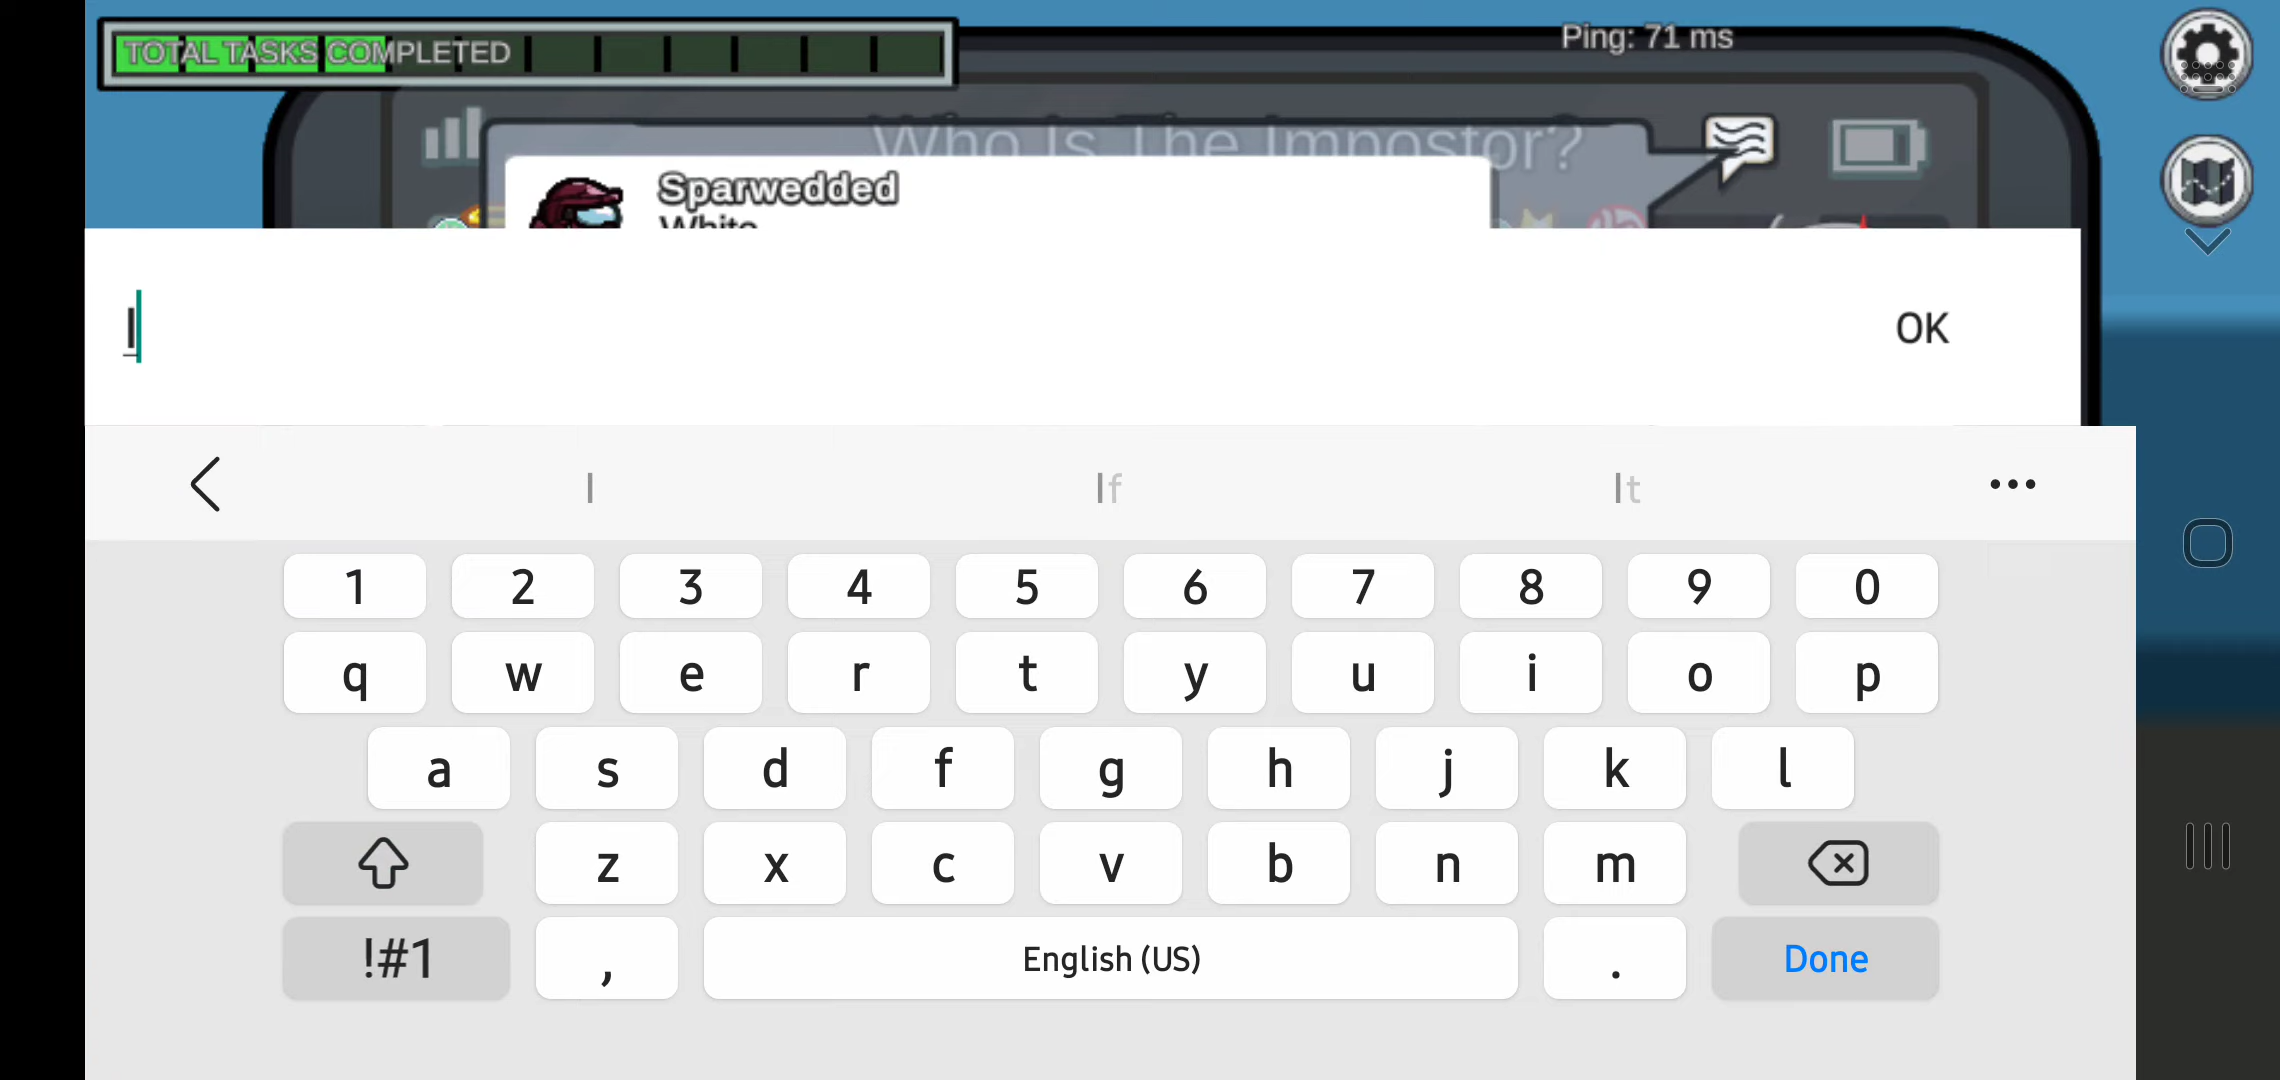 TOTAL TASKS COMPLETED
Ping: 71 ms
Who Is The Impostor?
Sparwedded
White
I
OK
I If It
1 2 3 4 5 6 7 8 9 0
q w e r t y u i o p
a s d f g h j k l
z x c v b n m
!#1 , English (US) . Done